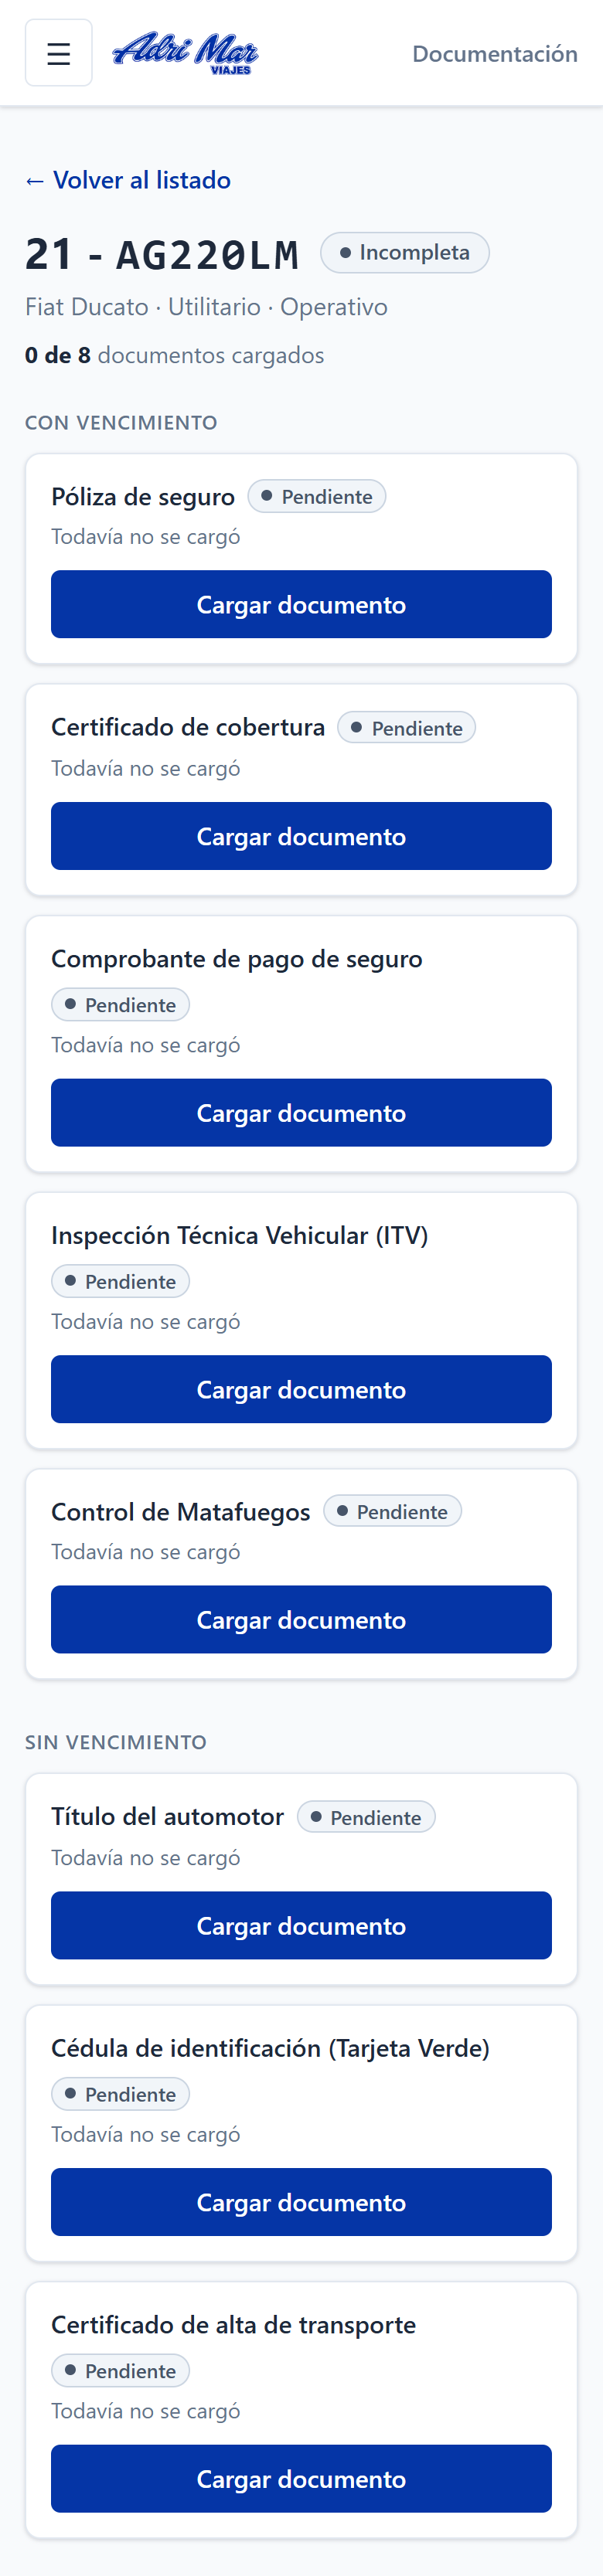 ☰
Adri Mar
VIAJES
Documentación
← Volver al listado
21 - AG220LM
Incompleta
Fiat Ducato · Utilitario · Operativo
0 de 8 documentos cargados
CON VENCIMIENTO
Póliza de seguro Pendiente
Todavía no se cargó
Cargar documento
Certificado de cobertura Pendiente
Todavía no se cargó
Cargar documento
Comprobante de pago de seguro
Pendiente
Todavía no se cargó
Cargar documento
Inspección Técnica Vehicular (ITV)
Pendiente
Todavía no se cargó
Cargar documento
Control de Matafuegos Pendiente
Todavía no se cargó
Cargar documento
SIN VENCIMIENTO
Título del automotor Pendiente
Todavía no se cargó
Cargar documento
Cédula de identificación (Tarjeta Verde)
Pendiente
Todavía no se cargó
Cargar documento
Certificado de alta de transporte
Pendiente
Todavía no se cargó
Cargar documento